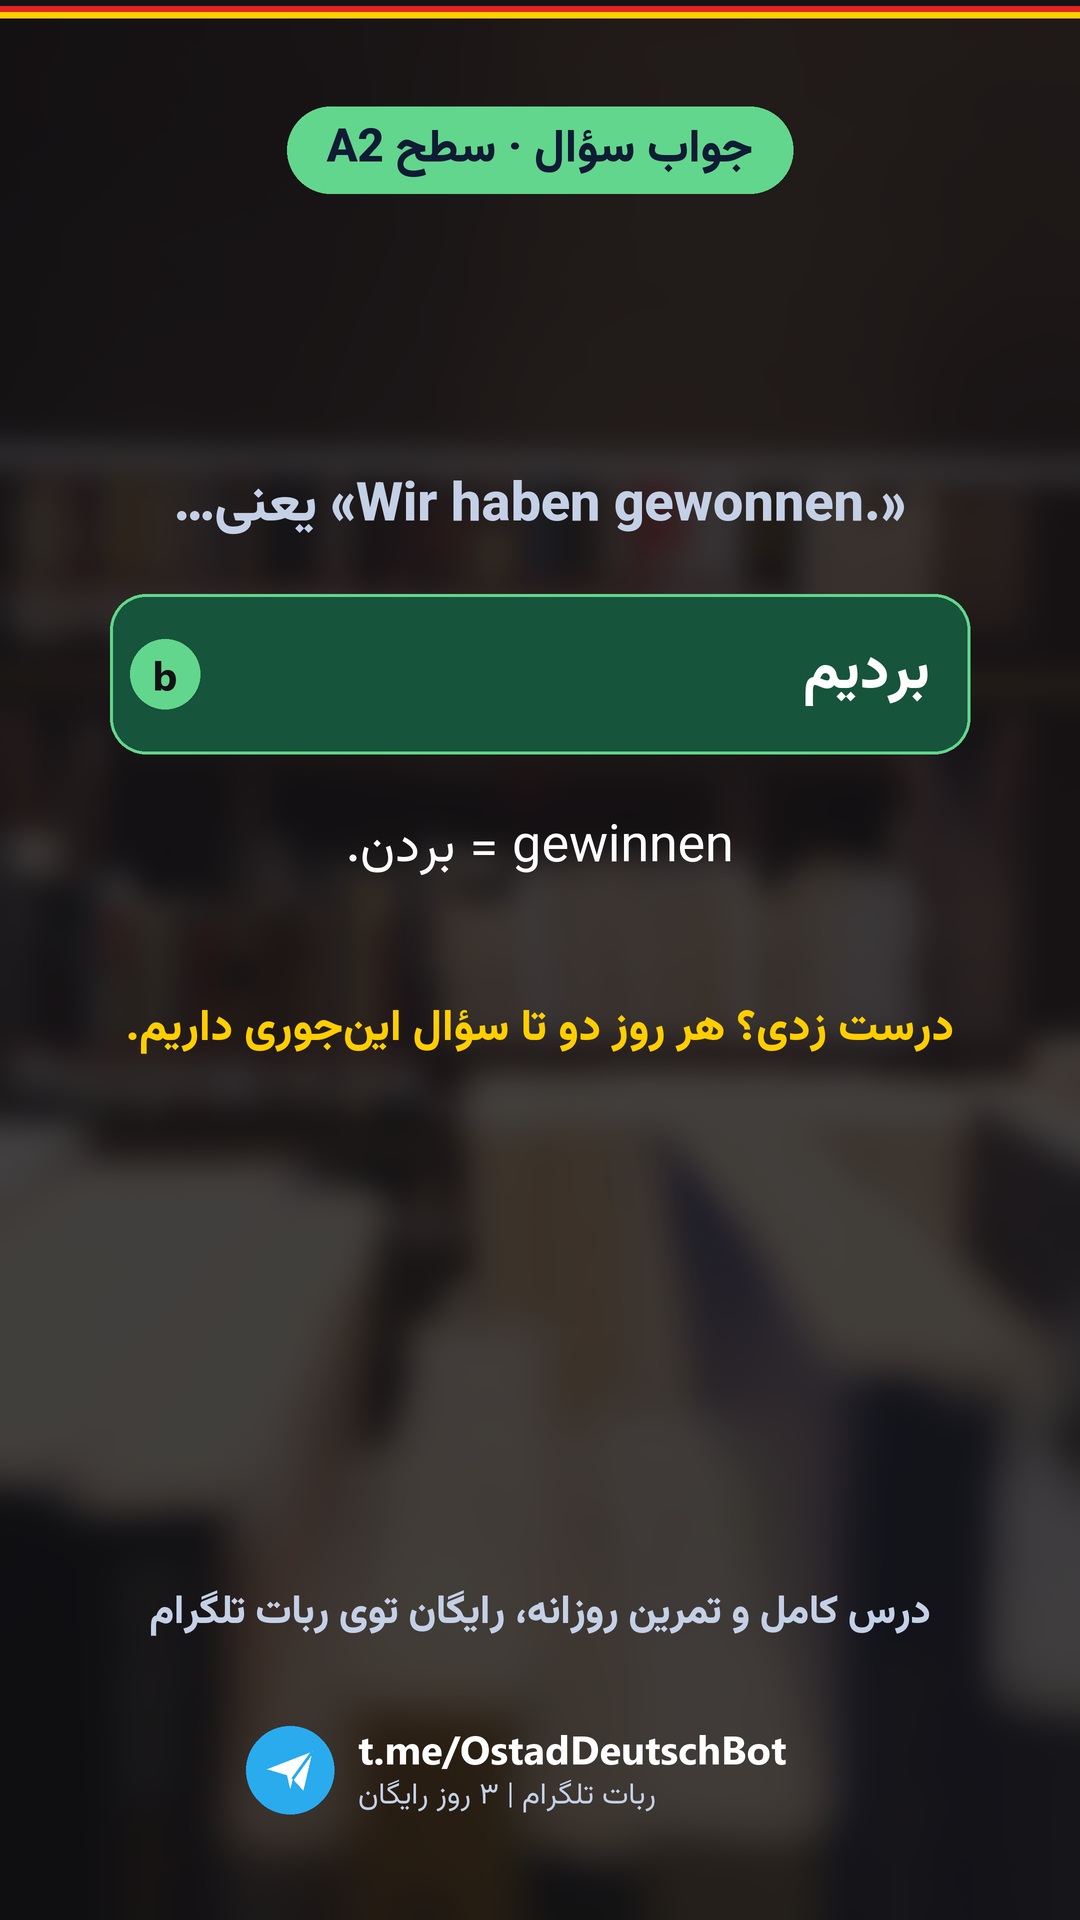 جواب سؤال · سطح A2
«Wir haben gewonnen.» یعنی...
بردیم
b
gewinnen = بردن.
درست زدی؟ هر روز دو تا سؤال این‌جوری داریم.
درس کامل و تمرین روزانه، رایگان توی ربات تلگرام
t.me/OstadDeutschBot
ربات تلگرام | ۳ روز رایگان